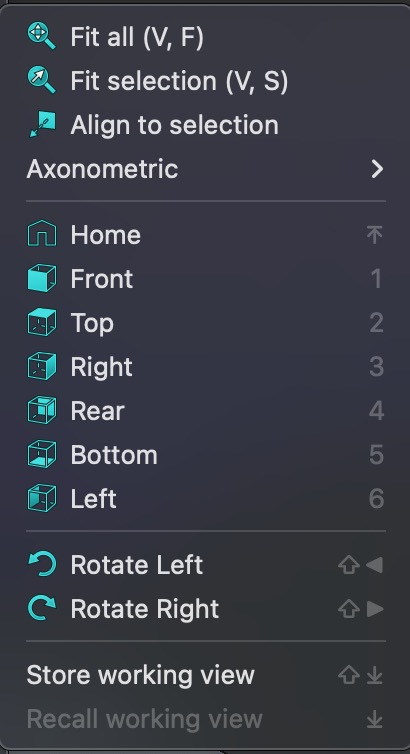 Fit all (V, F)
Fit selection (V, S)
Align to selection
Axonometric
Home ⤒
Front 1
Top 2
Right 3
Rear 4
Bottom 5
Left 6
Rotate Left ⇧◀
Rotate Right ⇧▶
Store working view ⇧⤓
Recall working view ⤓